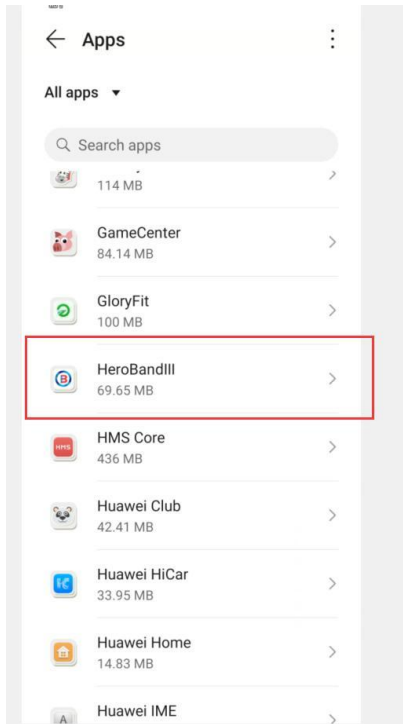 Apps
All apps
Search apps
114 MB
GameCenter
84.14 MB
GloryFit
100 MB
HeroBandIII
69.65 MB
HMS
HMS Core
436 MB
Huawei Club
42.41 MB
Huawei HiCar
33.95 MB
Huawei Home
14.83 MB
A
Huawei IME